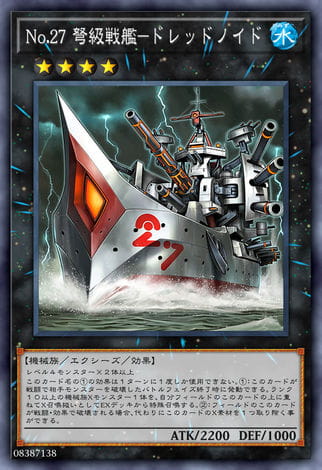 No.27 弩級戦艦-ドレッドノイド
水
27
【機械族/エクシーズ/効果】
レベル4モンスター×2体以上
このカード名の①の効果は1ターンに1度しか使用できない。①:このカードが
戦闘で相手モンスターを破壊したバトルフェイズ終了時に発動できる。ランク
10以上の機械族Xモンスター1体を、自分フィールドのこのカードの上に重
ねてX召喚扱いとしてEXデッキから特殊召喚する。②:フィールドのこのカード
が戦闘・効果で破壊される場合、代わりにこのカードのX素材を1つ取り除く事
ができる。
ATK/2200 DEF/1000
08387138